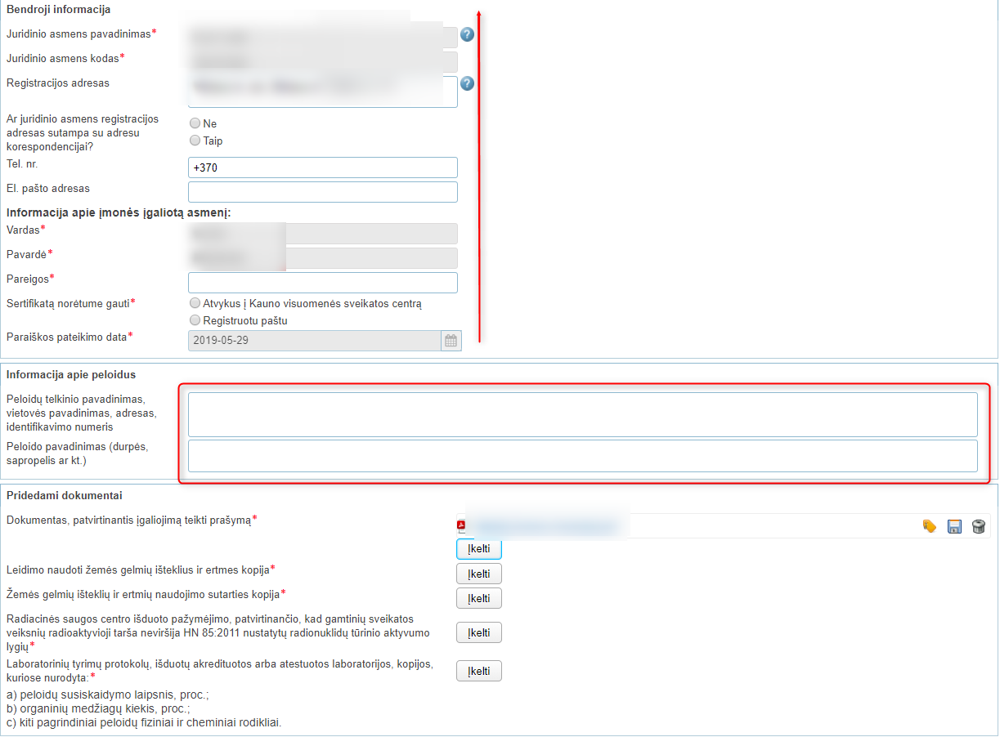 Bendroji informacija
Juridinio asmens pavadinimas*
?
Juridinio asmens kodas*
Registracijos adresas
?
Ar juridinio asmens registracijos
adresas sutampa su adresu
korespondencijai?
Ne
Taip
Tel. nr.
+370
El. pašto adresas
Informacija apie įmonės įgaliotą asmenį:
Vardas*
Pavardė*
Pareigos*
Sertifikatą norėtume gauti*
Atvykus į Kauno visuomenės sveikatos centrą
Registruotu paštu
Paraiškos pateikimo data*
2019-05-29
Informacija apie peloidus
Peloidų telkinio pavadinimas,
vietovės pavadinimas, adresas,
identifikavimo numeris
Peloido pavadinimas (durpės,
sapropelis ar kt.)
Pridedami dokumentai
Dokumentas, patvirtinantis įgaliojimą teikti prašymą*
Įkelti
Leidimo naudoti žemės gelmių išteklius ir ertmes kopija*
Įkelti
Žemės gelmių išteklių ir ertmių naudojimo sutarties kopija*
Įkelti
Radiacinės saugos centro išduoto pažymėjimo, patvirtinančio, kad gamtinių sveikatos
veiksnių radioaktyvioji tarša neviršija HN 85:2011 nustatytų radionuklidų tūrinio aktyvumo
lygių*
Įkelti
Laboratorinių tyrimų protokolų, išduotų akredituotos arba atestuotos laboratorijos, kopijos,
kuriose nurodyta:*
Įkelti
a) peloidų susiskaidymo laipsnis, proc.;
b) organinių medžiagų kiekis, proc.;
c) kiti pagrindiniai peloidų fiziniai ir cheminiai rodikliai.